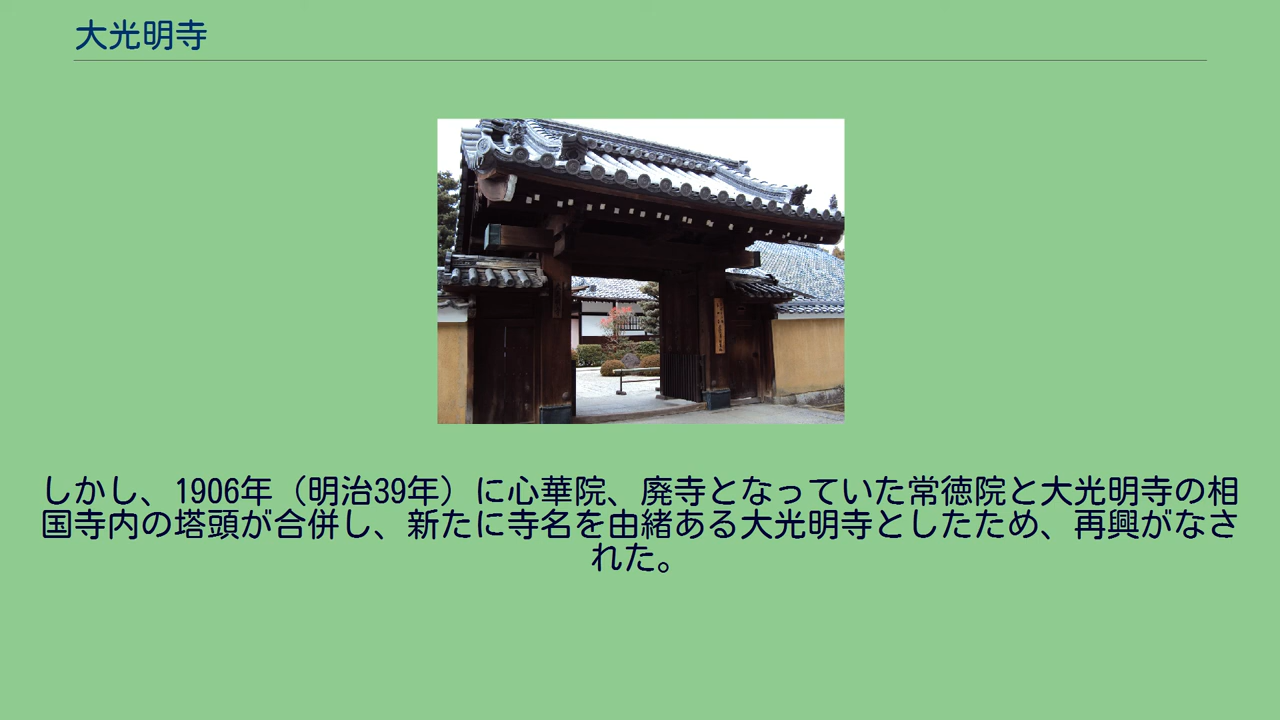 大光明寺
しかし、1906年（明治39年）に心華院、廃寺となっていた常徳院と大光明寺の相
国寺内の塔頭が合併し、新たに寺名を由緒ある大光明寺としたため、再興がなさ
れた。